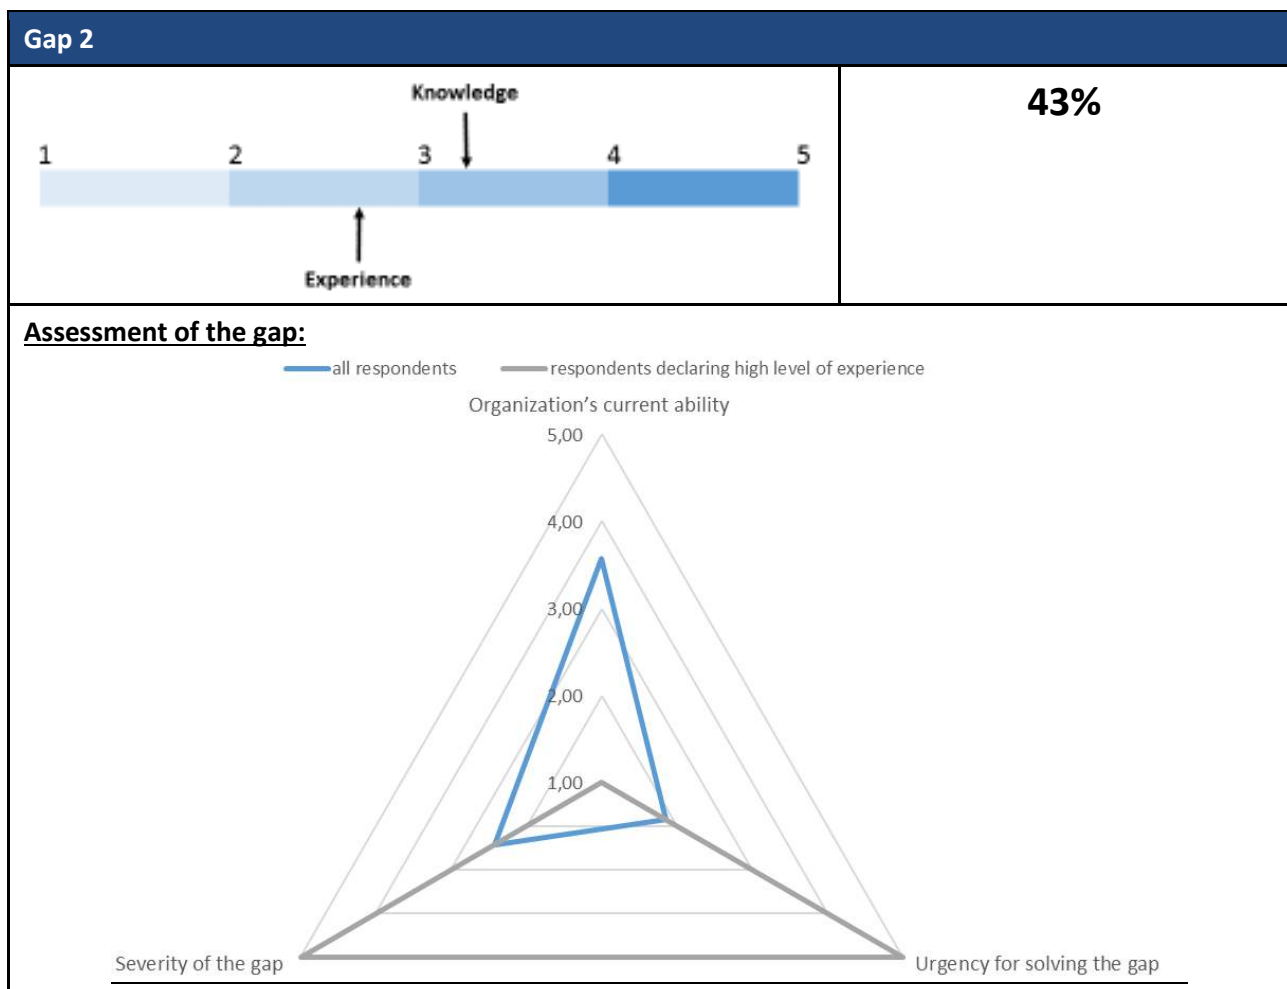 Gap 2
Knowledge
43%
1 2 3 4 5
Experience
Assessment of the gap:
all respondents respondents declaring high level of experience
Organization’s current ability
5,00
4,00
3,00
2,00
1,00
Severity of the gap Urgency for solving the gap